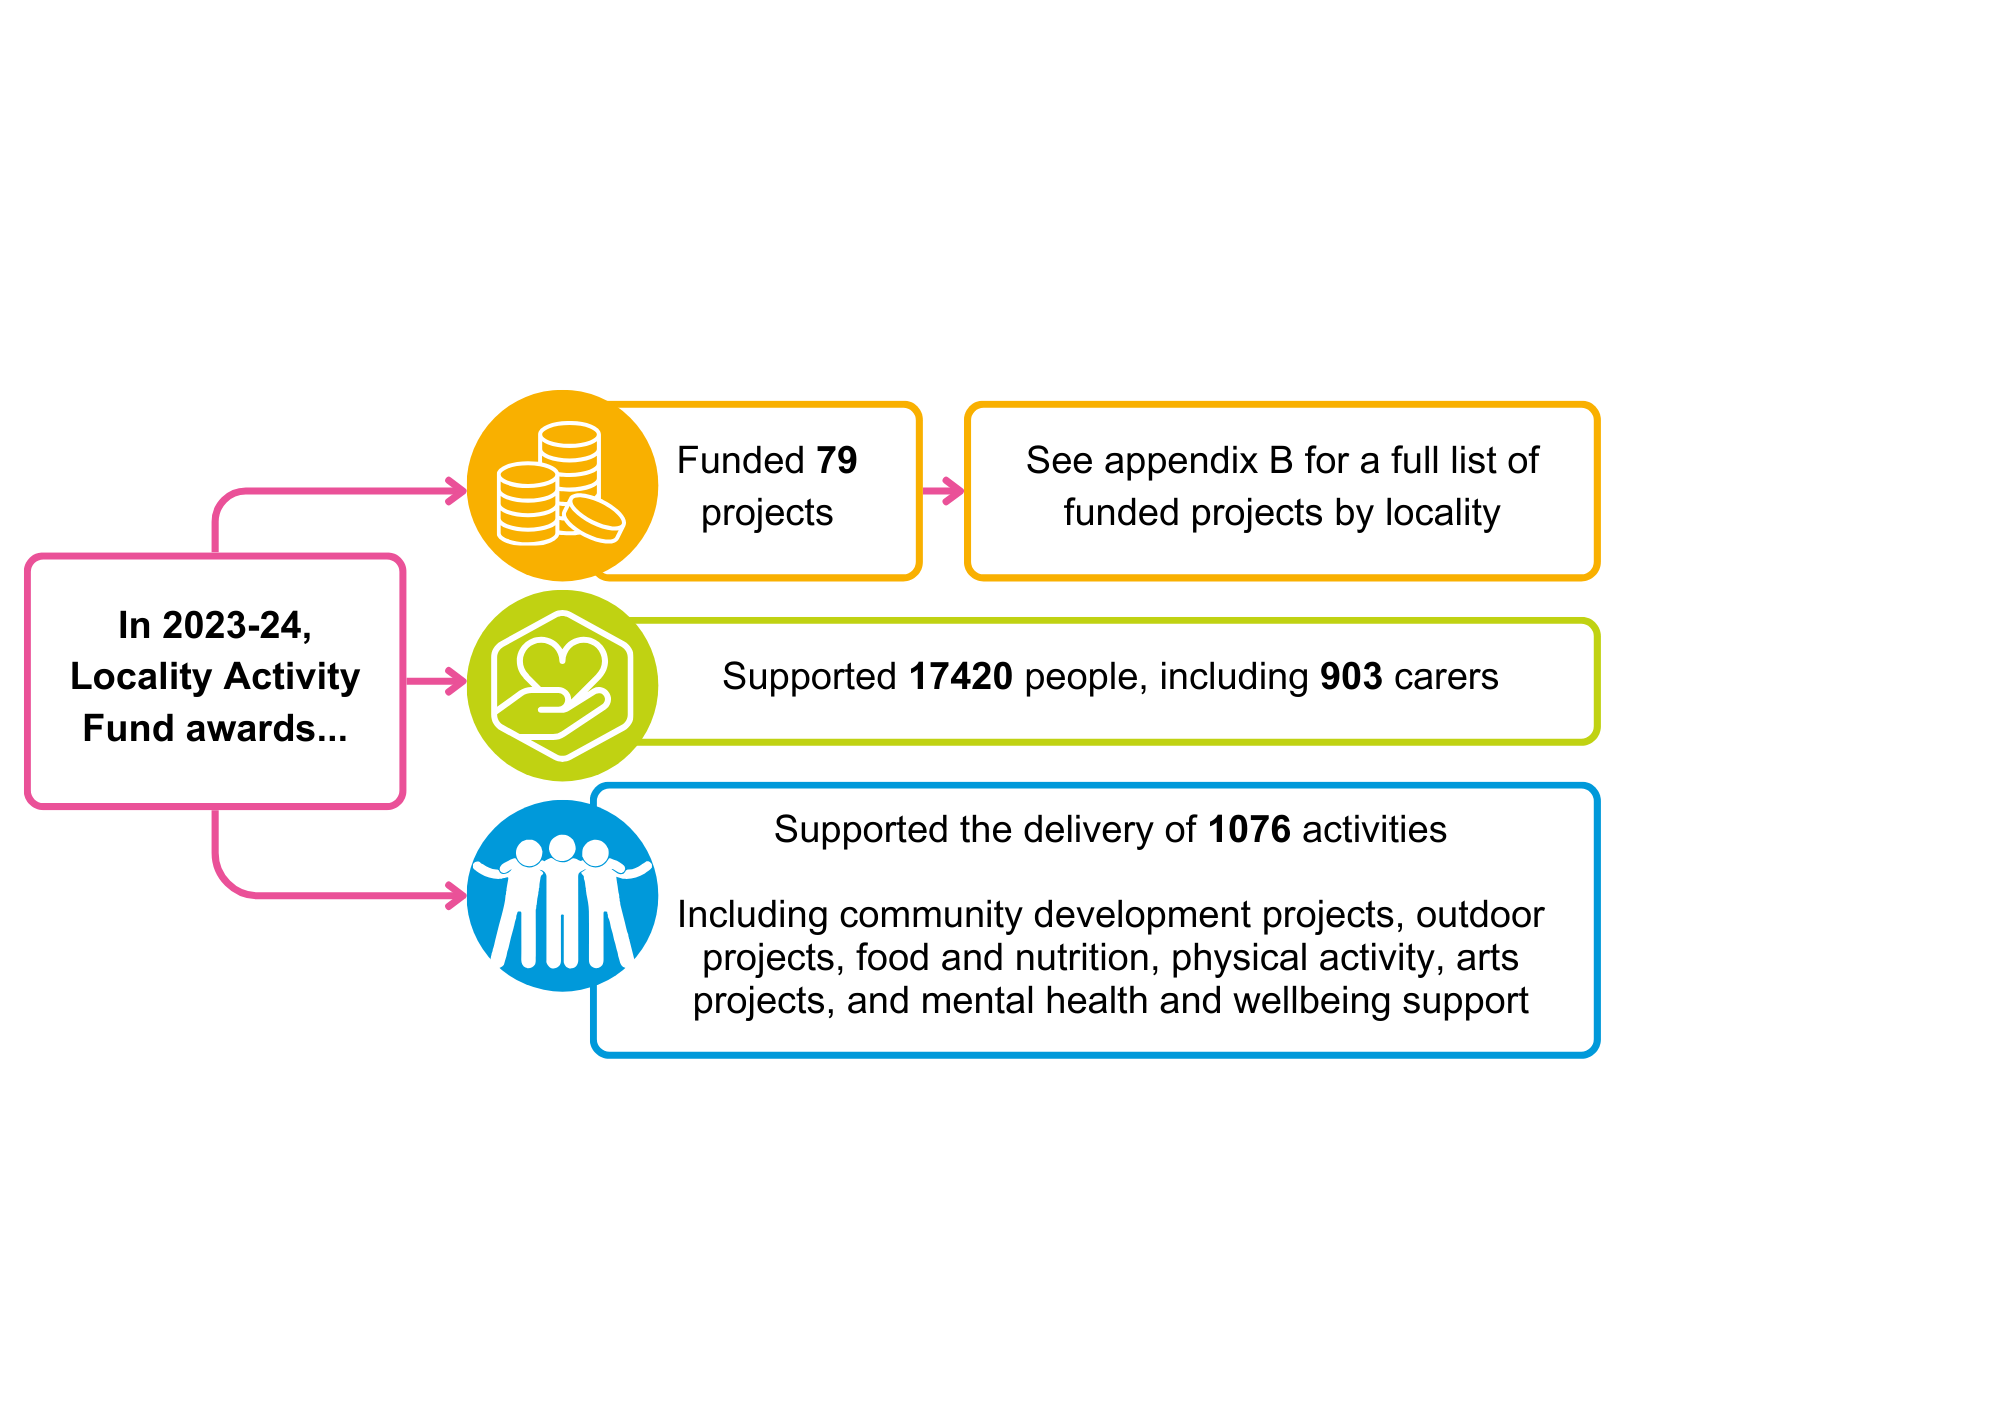 In 2023-24,
Locality Activity
Fund awards...
Funded 79
projects
See appendix B for a full list of
funded projects by locality
Supported 17420 people, including 903 carers
Supported the delivery of 1076 activities
Including community development projects, outdoor
projects, food and nutrition, physical activity, arts
projects, and mental health and wellbeing support